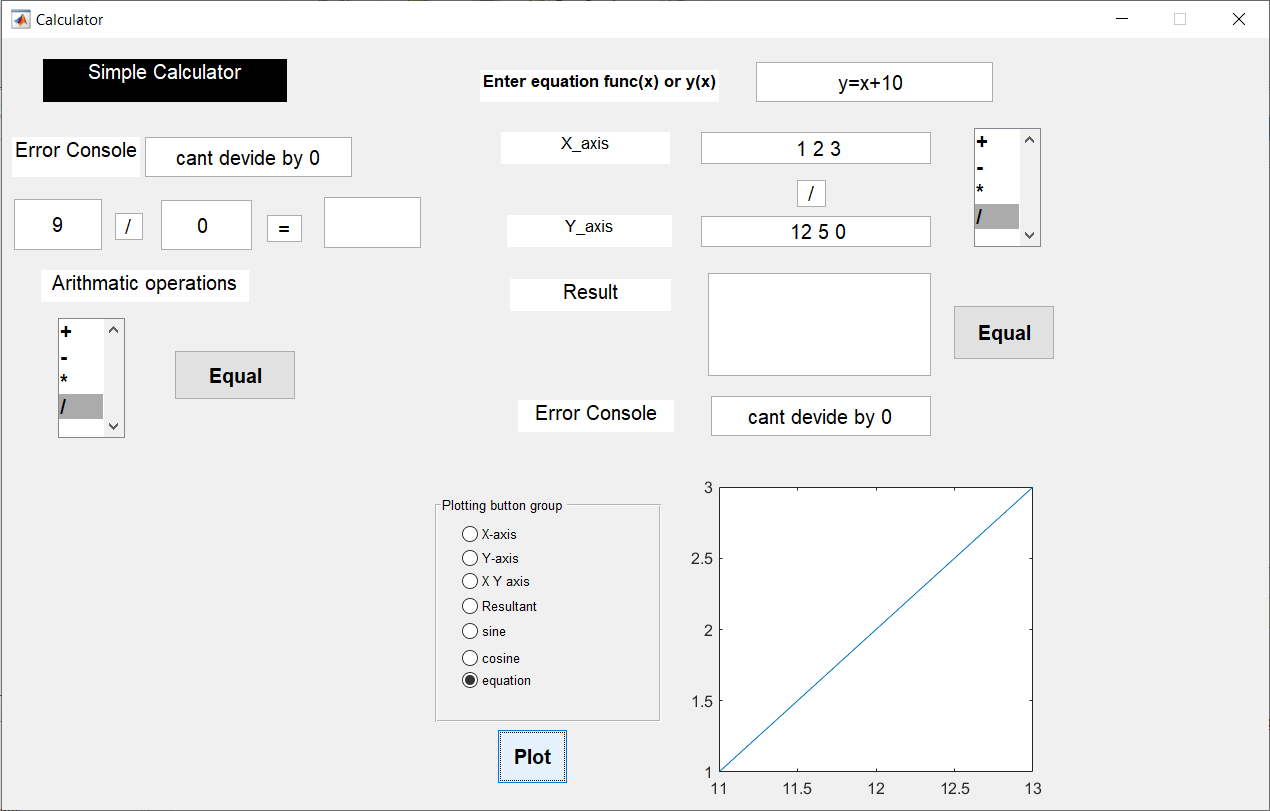 Calculator
Simple Calculator
Enter equation func(x) or y(x)
y=x+10
Error Console
cant devide by 0
X_axis
1 2 3
+
-
*
/
/
9
/
0
=
Y_axis
12 5 0
Arithmatic operations
Result
+
-
*
/
Equal
Equal
Error Console
cant devide by 0
Plotting button group
X-axis
Y-axis
X Y axis
Resultant
sine
cosine
equation
Plot
3
2.5
2
1.5
1
11 11.5 12 12.5 13